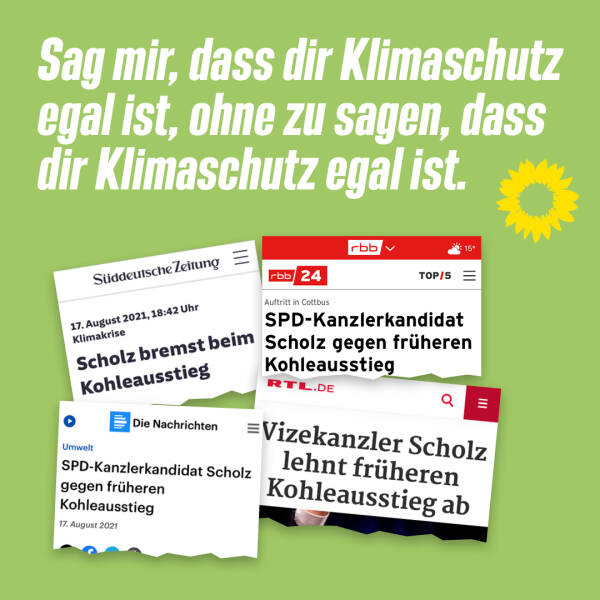 Sag mir, dass dir Klimaschutz
egal ist, ohne zu sagen, dass
dir Klimaschutz egal ist.
Süddeutsche Zeitung
17. August 2021, 18:42 Uhr
Klimakrise
Scholz bremst beim
Kohleausstieg
rbb
15°
rbb 24
TOP/5
Auftritt in Cottbus
SPD-Kanzlerkandidat
Scholz gegen früheren
Kohleausstieg
Die Nachrichten
Umwelt
SPD-Kanzlerkandidat Scholz
gegen früheren
Kohleausstieg
17. August 2021
RTL.DE
Vizekanzler Scholz
lehnt früheren
Kohleausstieg ab